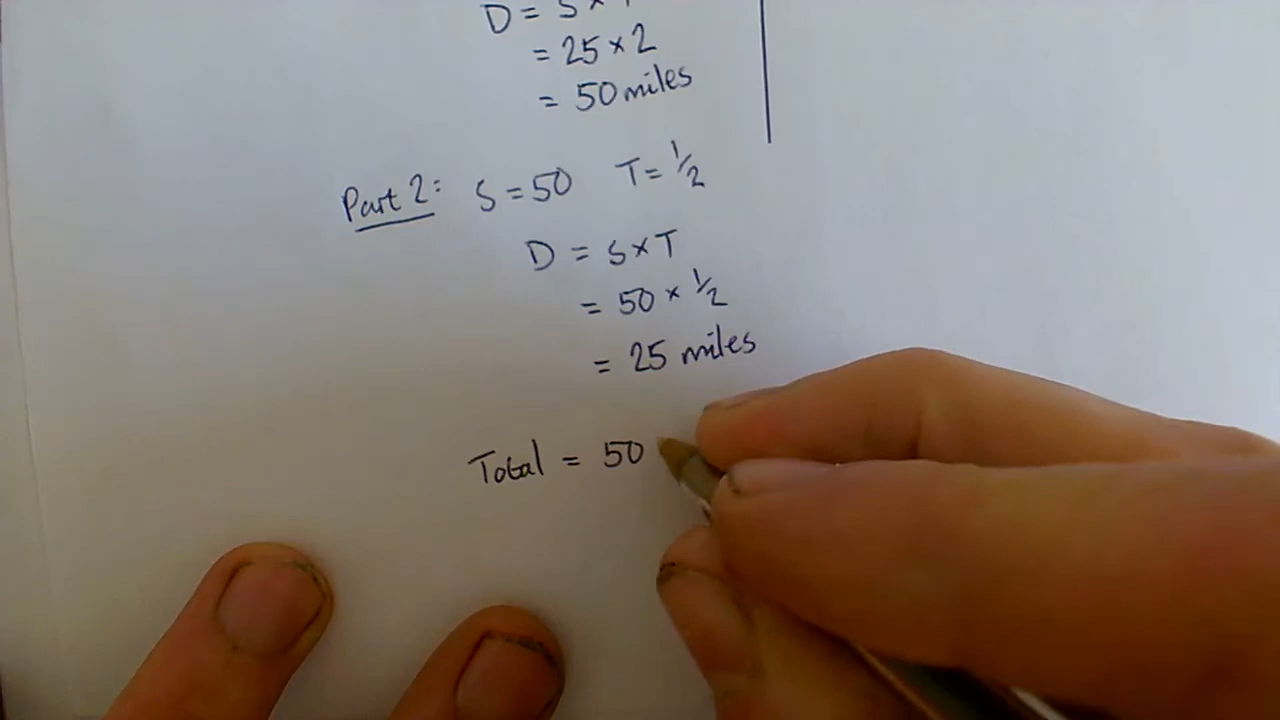 D = S ×
= 25 × 2
= 50 miles
Part 2: S = 50 T = 1/2
D = S × T
= 50 × 1/2
= 25 miles
Total = 50